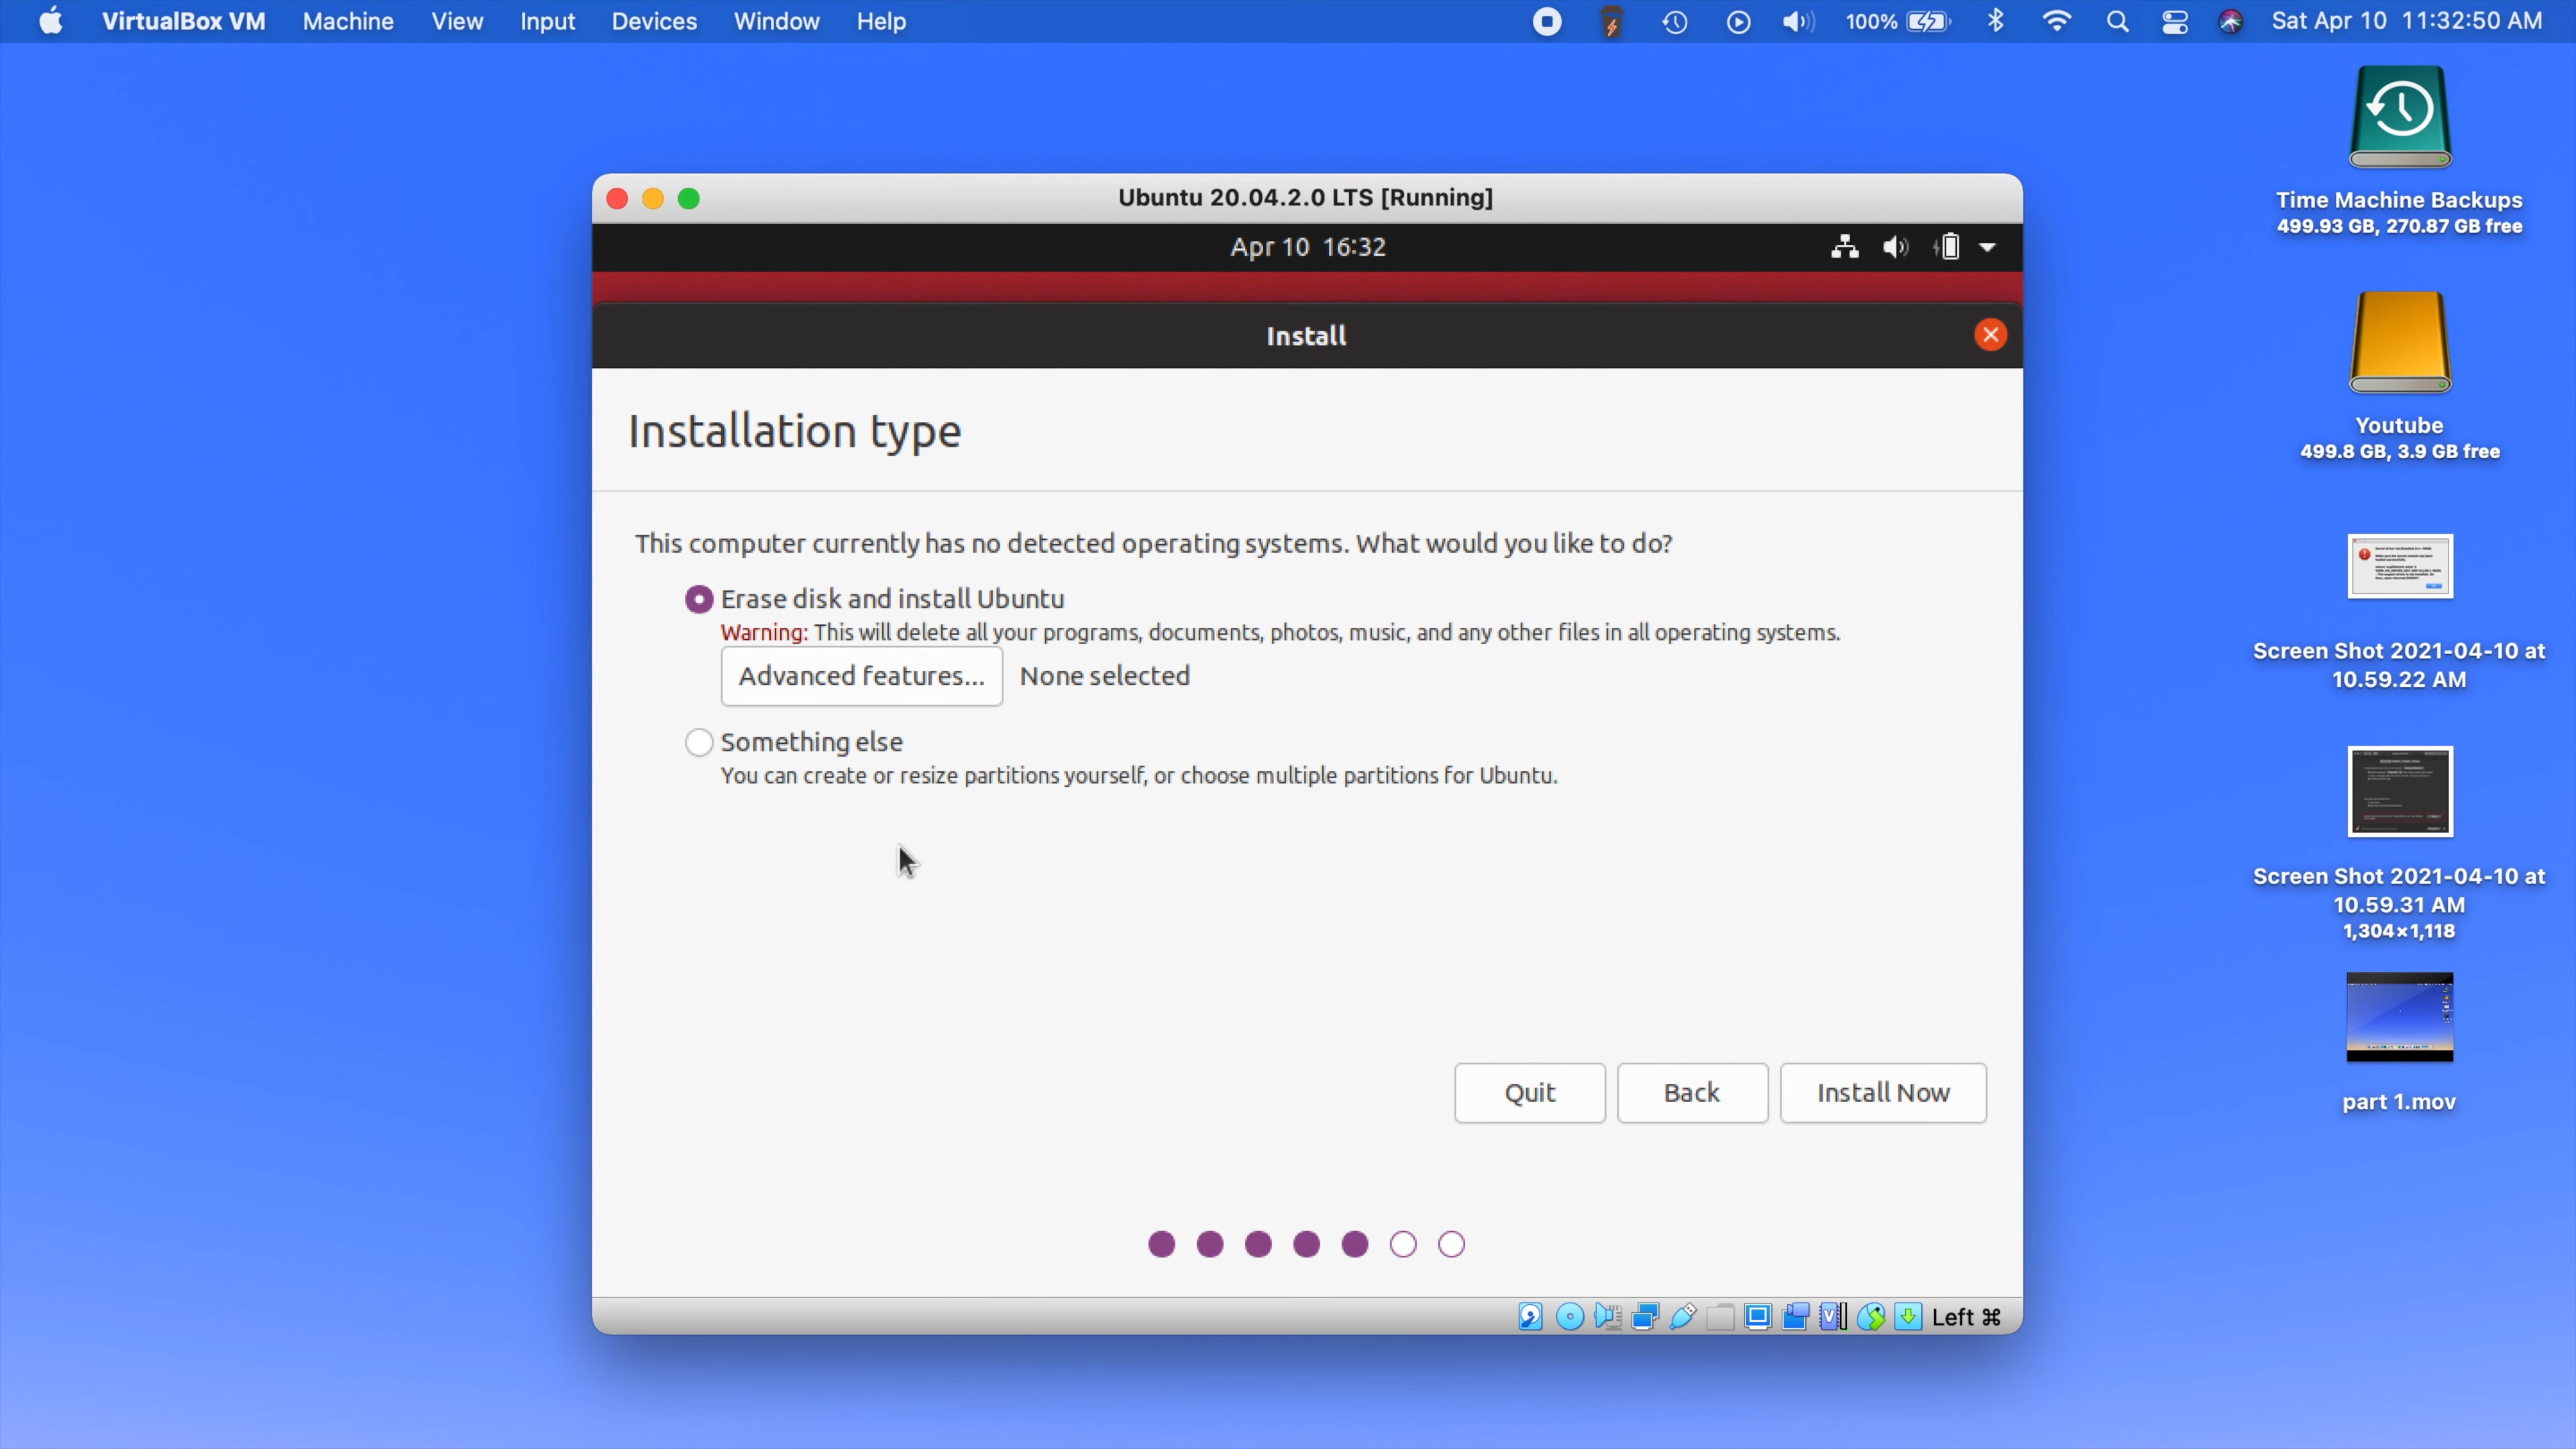 VirtualBox VM Machine View Input Devices Window Help 100% Sat Apr 10 11:32:50 AM
Ubuntu 20.04.2.0 LTS [Running]
Apr 10 16:32
Install
Installation type
This computer currently has no detected operating systems. What would you like to do?
Erase disk and install Ubuntu
Warning: This will delete all your programs, documents, photos, music, and any other files in all operating systems.
Advanced features... None selected
Something else
You can create or resize partitions yourself, or choose multiple partitions for Ubuntu.
Quit Back Install Now
Left ⌘
Time Machine Backups
499.93 GB, 270.87 GB free
Youtube
499.8 GB, 3.9 GB free
Screen Shot 2021-04-10 at
10.59.22 AM
Screen Shot 2021-04-10 at
10.59.31 AM
1,304×1,118
part 1.mov